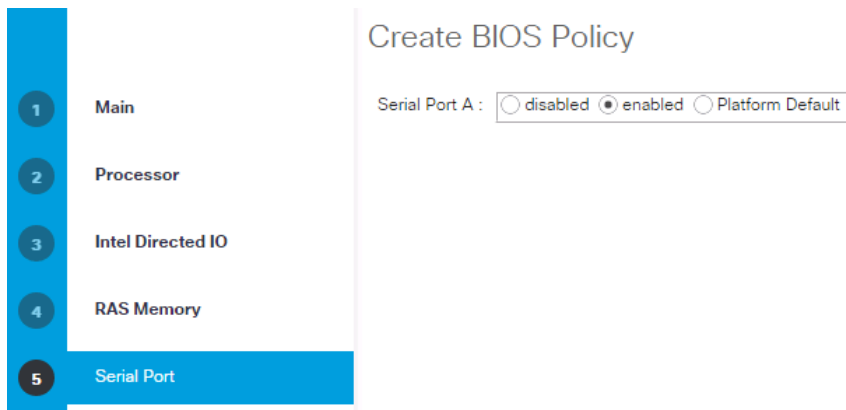 Create BIOS Policy
1 Main
Serial Port A : disabled enabled Platform Default
2 Processor
3 Intel Directed IO
4 RAS Memory
5 Serial Port